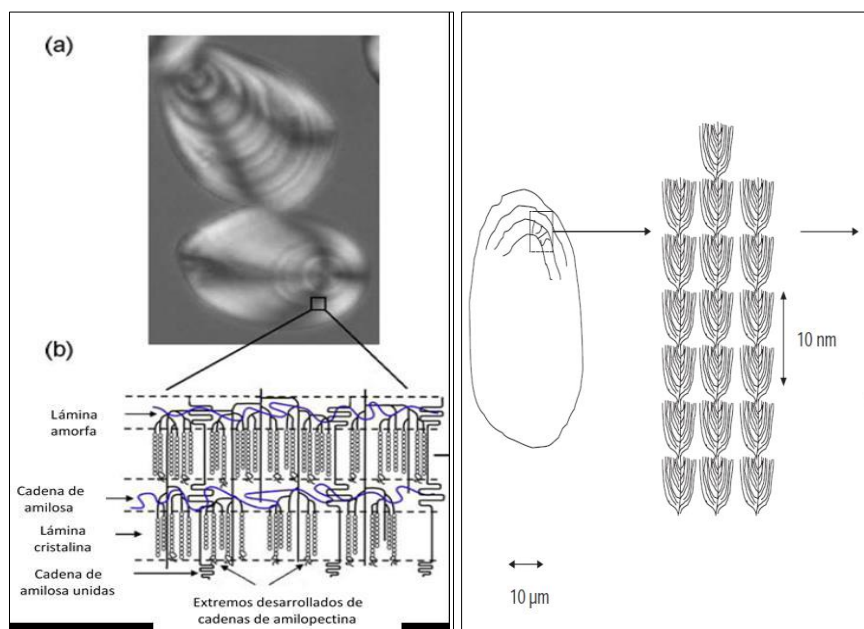 (a)
(b)
Lámina
amorfa
Cadena de
amilosa
Lámina
cristalina
Cadena de
amilosa unidas
Extremos desarrollados de
cadenas de amilopectina
10 nm
10 µm